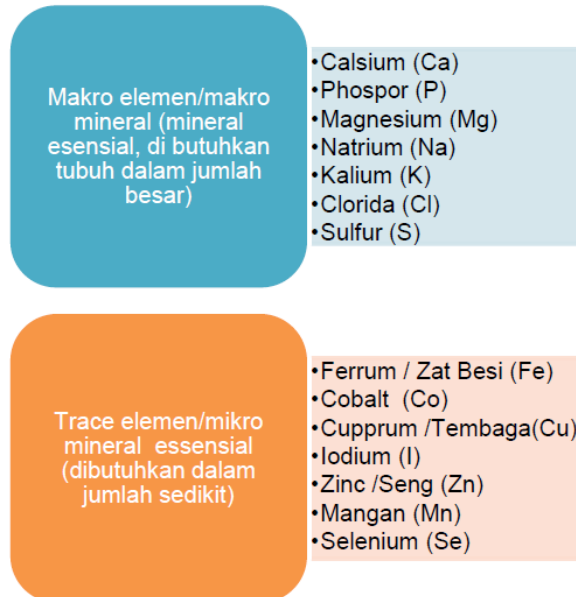 Makro elemen/makro
mineral (mineral
esensial, di butuhkan
tubuh dalam jumlah
besar)
•Calsium (Ca)
•Phospor (P)
•Magnesium (Mg)
•Natrium (Na)
•Kalium (K)
•Clorida (Cl)
•Sulfur (S)
Trace elemen/mikro
mineral essensial
(dibutuhkan dalam
jumlah sedikit)
•Ferrum / Zat Besi (Fe)
•Cobalt (Co)
•Cupprum /Tembaga(Cu)
•Iodium (I)
•Zinc /Seng (Zn)
•Mangan (Mn)
•Selenium (Se)